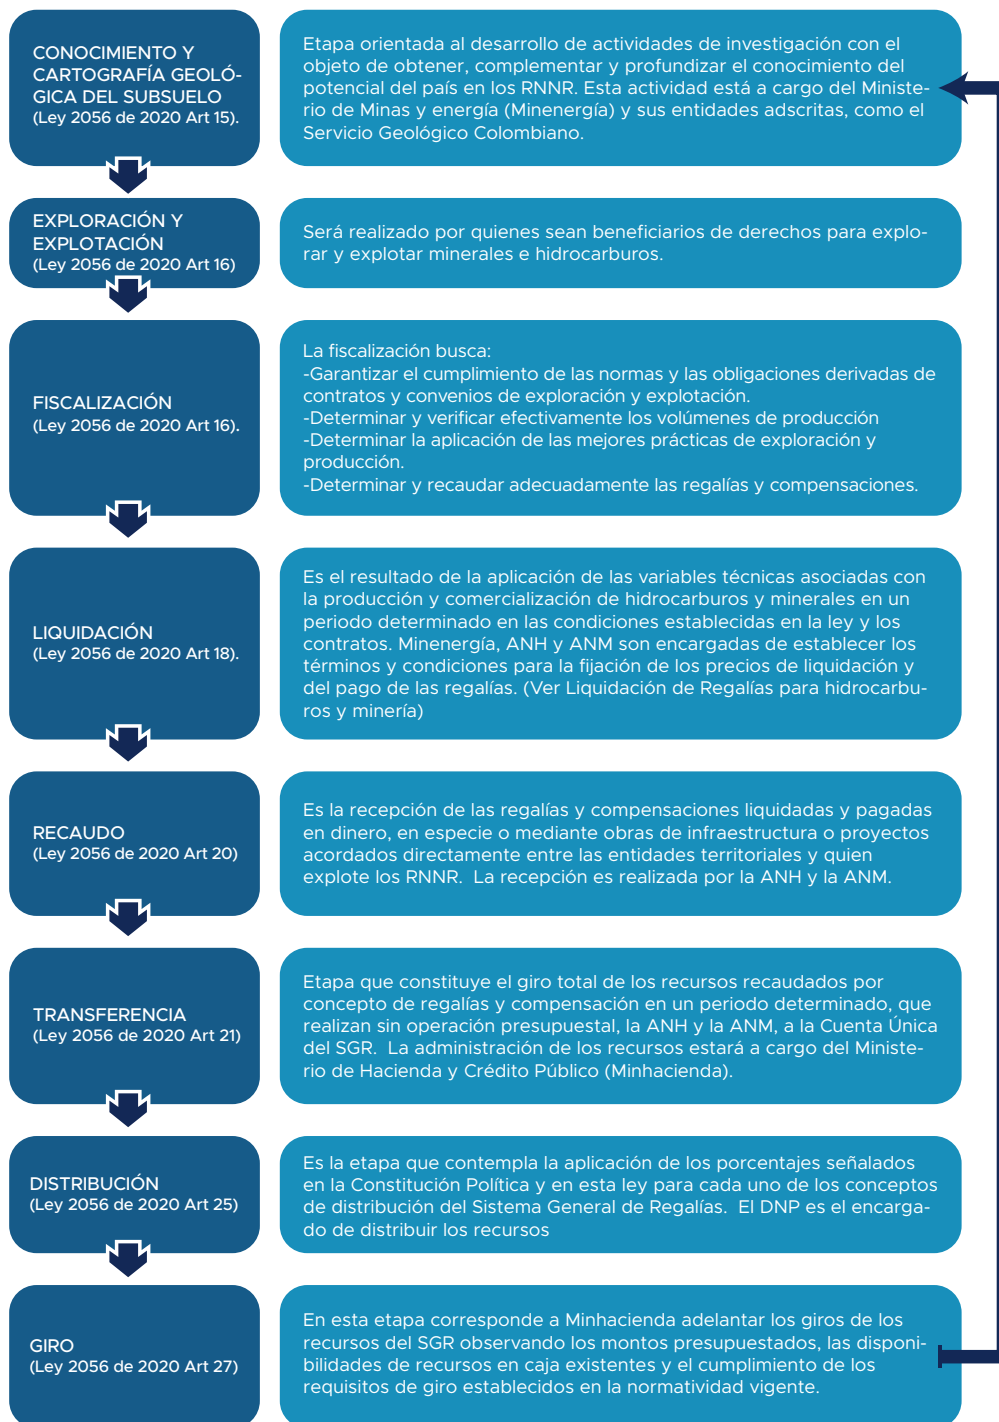 CONOCIMIENTO Y
CARTOGRAFÍA GEOLÓ-
GICA DEL SUBSUELO
(Ley 2056 de 2020 Art 15).
Etapa orientada al desarrollo de actividades de investigación con el
objeto de obtener, complementar y profundizar el conocimiento del
potencial del país en los RNNR. Esta actividad está a cargo del Ministe-
rio de Minas y energía (Minenergía) y sus entidades adscritas, como el
Servicio Geológico Colombiano.
EXPLORACIÓN Y
EXPLOTACIÓN
(Ley 2056 de 2020 Art 16)
Será realizado por quienes sean beneficiarios de derechos para explo-
rar y explotar minerales e hidrocarburos.
FISCALIZACIÓN
(Ley 2056 de 2020 Art 16).
La fiscalización busca:
-Garantizar el cumplimiento de las normas y las obligaciones derivadas de
contratos y convenios de exploración y explotación.
-Determinar y verificar efectivamente los volúmenes de producción
-Determinar la aplicación de las mejores prácticas de exploración y
producción.
-Determinar y recaudar adecuadamente las regalías y compensaciones.
LIQUIDACIÓN
(Ley 2056 de 2020 Art 18).
Es el resultado de la aplicación de las variables técnicas asociadas con
la producción y comercialización de hidrocarburos y minerales en un
periodo determinado en las condiciones establecidas en la ley y los
contratos. Minenergía, ANH y ANM son encargadas de establecer los
términos y condiciones para la fijación de los precios de liquidación y
del pago de las regalías. (Ver Liquidación de Regalías para hidrocarbu-
ros y minería)
RECAUDO
(Ley 2056 de 2020 Art 20)
Es la recepción de las regalías y compensaciones liquidadas y pagadas
en dinero, en especie o mediante obras de infraestructura o proyectos
acordados directamente entre las entidades territoriales y quien
explote los RNNR. La recepción es realizada por la ANH y la ANM.
TRANSFERENCIA
(Ley 2056 de 2020 Art 21)
Etapa que constituye el giro total de los recursos recaudados por
concepto de regalías y compensación en un periodo determinado, que
realizan sin operación presupuestal, la ANH y la ANM, a la Cuenta Única
del SGR. La administración de los recursos estará a cargo del Ministe-
rio de Hacienda y Crédito Público (Minhacienda).
DISTRIBUCIÓN
(Ley 2056 de 2020 Art 25)
Es la etapa que contempla la aplicación de los porcentajes señalados
en la Constitución Política y en esta ley para cada uno de los conceptos
de distribución del Sistema General de Regalías. El DNP es el encarga-
do de distribuir los recursos
GIRO
(Ley 2056 de 2020 Art 27)
En esta etapa corresponde a Minhacienda adelantar los giros de los
recursos del SGR observando los montos presupuestados, las disponi-
bilidades de recursos en caja existentes y el cumplimiento de los
requisitos de giro establecidos en la normatividad vigente.